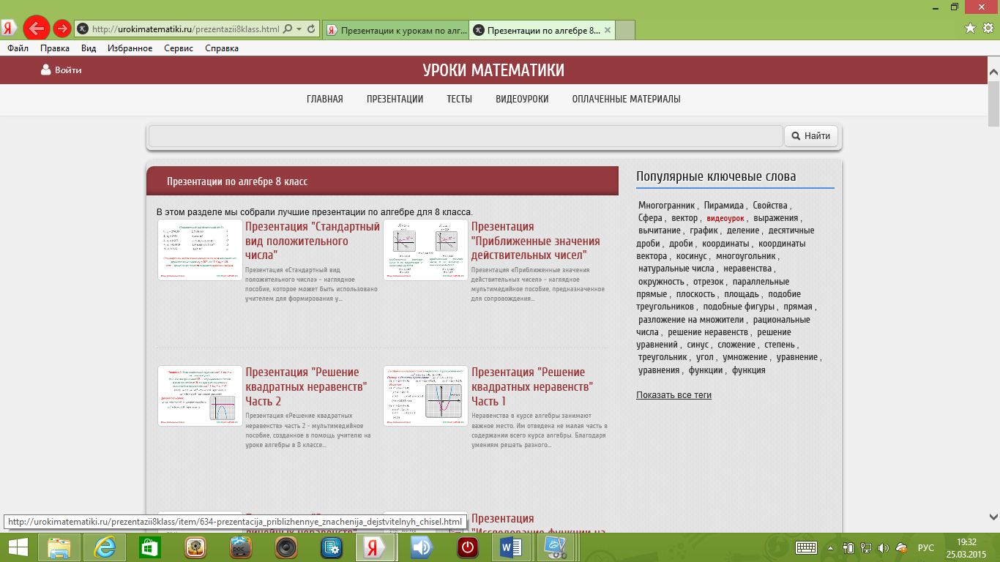 http://urokimatematiki.ru/prezentazii8klass.html
Презентации к урокам по алг...
Презентации по алгебре 8...
Файл Правка Вид Избранное Сервис Справка
Войти
УРОКИ МАТЕМАТИКИ
ГЛАВНАЯ ПРЕЗЕНТАЦИИ ТЕСТЫ ВИДЕОУРОКИ ОПЛАЧЕННЫЕ МАТЕРИАЛЫ
Найти
Презентации по алгебре 8 класс
В этом разделе мы собрали лучшие презентации по алгебре для 8 класса.
Презентация "Стандартный
вид положительного
числа"
Презентация «Стандартный вид
положительного числа» - наглядное
пособие, которое может быть использовано
учителем для формирования у...
Презентация
"Приближенные значения
действительных чисел"
Презентация «Приближенные значения
действительных чисел» - наглядное
мультимедийное пособие, предназначенное
для сопровождения...
Презентация "Решение
квадратных неравенств"
Часть 2
Презентация «Решение квадратных
неравенств» часть 2 - мультимедийное
пособие, созданное в помощь учителю на
уроке алгебры в 8 классе...
Презентация "Решение
квадратных неравенств"
Часть 1
Неравенства в курсе алгебры занимают
важное место. Им отведена не малая часть в
содержании всего курса алгебры. Благодаря
умениям решать разного...
Презентация
"Исследование функции на
Популярные ключевые слова
Многогранник , Пирамида , Свойства ,
Сфера , вектор , видеоурок , выражения ,
вычитание , график , деление , десятичные
дроби , дроби , координаты , координаты
вектора , косинус , многоугольник ,
натуральные числа , неравенства ,
окружность , отрезок , параллельные
прямые , плоскость , площадь , подобие
треугольников , подобные фигуры , прямая ,
разложение на множители , рациональные
числа , решение неравенств , решение
уравнений , синус , сложение , степень ,
треугольник , угол , умножение , уравнение ,
уравнения , функции , функция
Показать все теги
http://urokimatematiki.ru/prezentazii8klass/item/634-prezentacija_priblizhennye_znachenija_dejstvitelnyh_chisel.html
DOC
РУС
19:32
25.03.2015